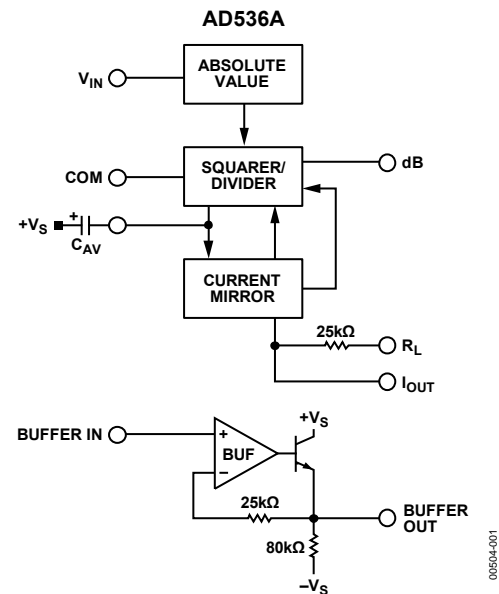 AD536A
ABSOLUTE
VALUE
V_IN
SQUARER/
DIVIDER
dB
COM
+V_S
+
C_AV
CURRENT
MIRROR
25kΩ
R_L
I_OUT
BUFFER IN
+
BUF
−
+V_S
25kΩ
BUFFER
OUT
80kΩ
−V_S
00504-001